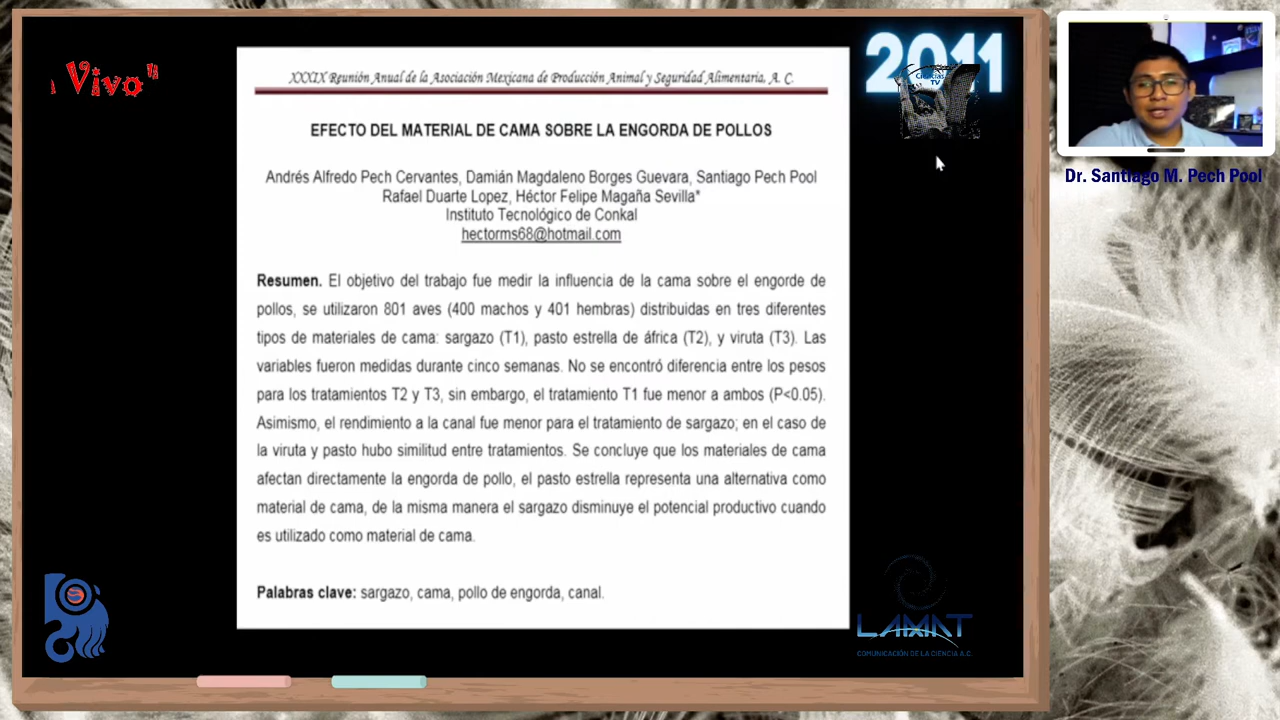 Vivo"
2011
Ciencias
TV
Dr. Santiago M. Pech Pool
XXXIX Reunión Anual de la Asociación Mexicana de Producción Animal y Seguridad Alimentaria, A. C.
EFECTO DEL MATERIAL DE CAMA SOBRE LA ENGORDA DE POLLOS
Andrés Alfredo Pech Cervantes, Damián Magdaleno Borges Guevara, Santiago Pech Pool
Rafael Duarte Lopez, Héctor Felipe Magaña Sevilla*
Instituto Tecnológico de Conkal
hectorms68@hotmail.com
Resumen. El objetivo del trabajo fue medir la influencia de la cama sobre el engorde de
pollos, se utilizaron 801 aves (400 machos y 401 hembras) distribuidas en tres diferentes
tipos de materiales de cama: sargazo (T1), pasto estrella de áfrica (T2), y viruta (T3). Las
variables fueron medidas durante cinco semanas. No se encontró diferencia entre los pesos
para los tratamientos T2 y T3, sin embargo, el tratamiento T1 fue menor a ambos (P<0.05).
Asimismo, el rendimiento a la canal fue menor para el tratamiento de sargazo; en el caso de
la viruta y pasto hubo similitud entre tratamientos. Se concluye que los materiales de cama
afectan directamente la engorda de pollo, el pasto estrella representa una alternativa como
material de cama, de la misma manera el sargazo disminuye el potencial productivo cuando
es utilizado como material de cama.
Palabras clave: sargazo, cama, pollo de engorda, canal.
LAMAT
COMUNICACIÓN DE LA CIENCIA A.C.